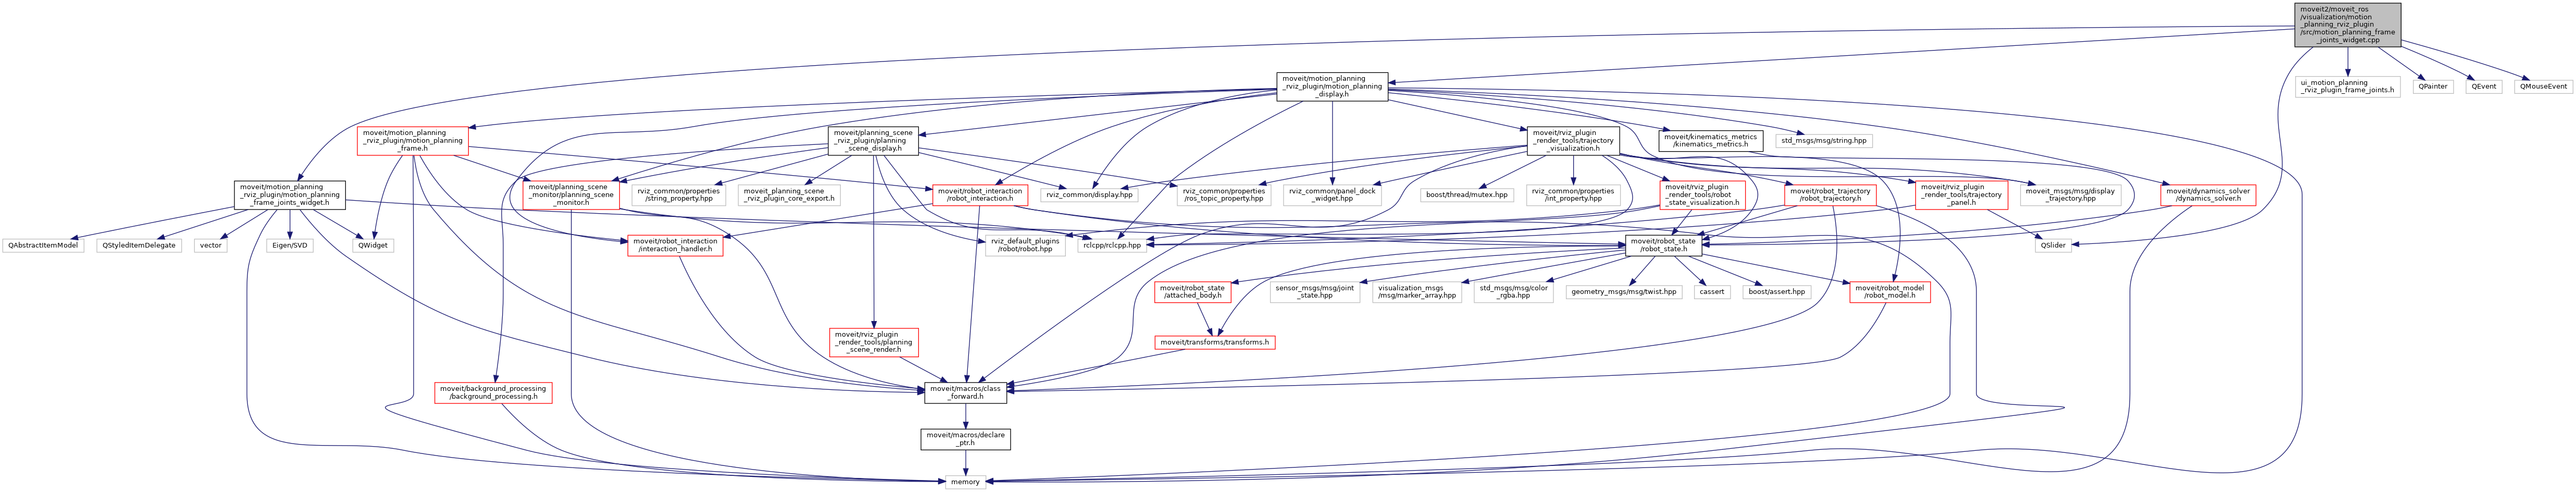 moveit2/moveit_ros
/visualization/motion
_planning_rviz_plugin
/src/motion_planning_frame
_joints_widget.cpp
moveit/motion_planning
_rviz_plugin/motion_planning
_display.h
ui_motion_planning
_rviz_plugin_frame_joints.h
QPainter
QEvent
QMouseEvent
moveit/motion_planning
_rviz_plugin/motion_planning
_frame.h
moveit/planning_scene
_rviz_plugin/planning
_scene_display.h
moveit/rviz_plugin
_render_tools/trajectory
_visualization.h
moveit/kinematics_metrics
/kinematics_metrics.h
std_msgs/msg/string.hpp
moveit/motion_planning
_rviz_plugin/motion_planning
_frame_joints_widget.h
moveit/planning_scene
_monitor/planning_scene
_monitor.h
rviz_common/properties
/string_property.hpp
moveit_planning_scene
_rviz_plugin_core_export.h
moveit/robot_interaction
/robot_interaction.h
rviz_common/display.hpp
rviz_common/properties
/ros_topic_property.hpp
rviz_common/panel_dock
_widget.hpp
boost/thread/mutex.hpp
rviz_common/properties
/int_property.hpp
moveit/rviz_plugin
_render_tools/robot
_state_visualization.h
moveit/robot_trajectory
/robot_trajectory.h
moveit/rviz_plugin
_render_tools/trajectory
_panel.h
moveit_msgs/msg/display
_trajectory.hpp
moveit/dynamics_solver
/dynamics_solver.h
QAbstractItemModel
QStyledItemDelegate
vector
Eigen/SVD
QWidget
moveit/robot_interaction
/interaction_handler.h
rviz_default_plugins
/robot/robot.hpp
rclcpp/rclcpp.hpp
moveit/robot_state
/robot_state.h
QSlider
moveit/robot_state
/attached_body.h
sensor_msgs/msg/joint
_state.hpp
visualization_msgs
/msg/marker_array.hpp
std_msgs/msg/color
_rgba.hpp
geometry_msgs/msg/twist.hpp
cassert
boost/assert.hpp
moveit/robot_model
/robot_model.h
moveit/rviz_plugin
_render_tools/planning
_scene_render.h
moveit/transforms/transforms.h
moveit/background_processing
/background_processing.h
moveit/macros/class
_forward.h
moveit/macros/declare
_ptr.h
memory